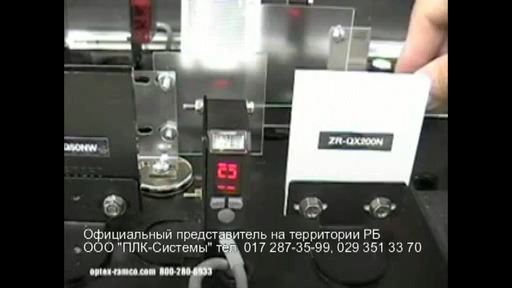 ZR-QX200N
25
Официальный представитель на территории РБ
ООО "ПЛК-Системы" тел. 017 287-35-99, 029 351 33 70
optex-ramco.com 800-280-6933